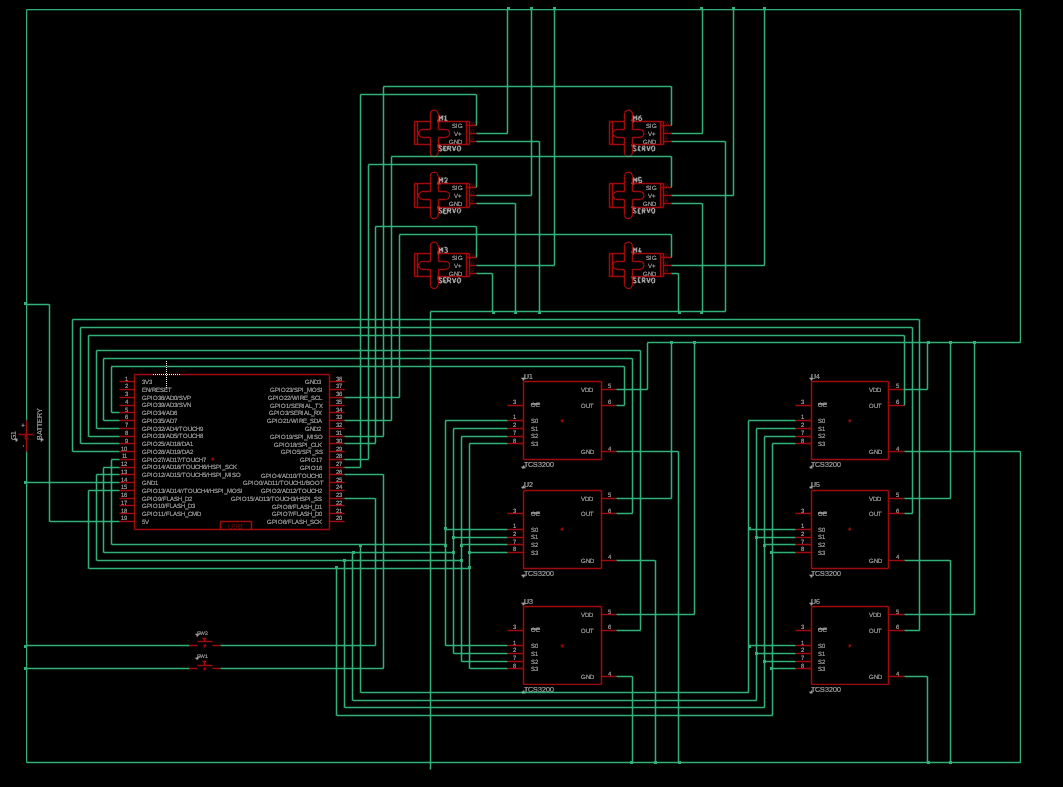 M1
SIG
V+
GND
SERVO
M6
SIG
V+
GND
SERVO
M2
SIG
V+
GND
SERVO
M5
SIG
V+
GND
SERVO
M3
SIG
V+
GND
SERVO
M4
SIG
V+
GND
SERVO
G1
+
-
BATTERY
1 3V3
2 EN/RESET
3 GPIO36/AD0/SVP
4 GPIO39/AD3/SVN
5 GPIO34/AD6
6 GPIO35/AD7
7 GPIO32/AD4/TOUCH9
8 GPIO33/AD5/TOUCH8
9 GPIO25/AD18/DA1
10 GPIO26/AD19/DA2
11 GPIO27/AD17/TOUCH7
12 GPIO14/AD16/TOUCH6/HSPI_SCK
13 GPIO12/AD15/TOUCH5/HSPI_MISO
14 GND1
15 GPIO13/AD14/TOUCH4/HSPI_MOSI
16 GPIO9/FLASH_D2
17 GPIO10/FLASH_D3
18 GPIO11/FLASH_CMD
19 5V
GND3 38
GPIO23/SPI_MOSI 37
GPIO22/WIRE_SCL 36
GPIO1/SERIAL_TX 35
GPIO3/SERIAL_RX 34
GPIO21/WIRE_SDA 33
GND2 32
GPIO19/SPI_MISO 31
GPIO18/SPI_CLK 30
GPIO5/SPI_SS 29
GPIO17 28
GPIO16 27
GPIO4/AD10/TOUCH0 26
GPIO0/AD11/TOUCH1/BOOT 25
GPIO2/AD12/TOUCH2 24
GPIO15/AD13/TOUCH3/HSPI_SS 23
GPIO8/FLASH_D1 22
GPIO7/FLASH_D0 21
GPIO6/FLASH_SCK 20
USB
U1
VDD 5
3 OE
OUT 6
1 S0
2 S1
7 S2
8 S3
GND 4
TCS3200
U4
VDD 5
3 OE
OUT 6
1 S0
2 S1
7 S2
8 S3
GND 4
TCS3200
U2
VDD 5
3 OE
OUT 6
1 S0
2 S1
7 S2
8 S3
GND 4
TCS3200
U5
VDD 5
3 OE
OUT 6
1 S0
2 S1
7 S2
8 S3
GND 4
TCS3200
U3
VDD 5
3 OE
OUT 6
1 S0
2 S1
7 S2
8 S3
GND 4
TCS3200
U6
VDD 5
3 OE
OUT 6
1 S0
2 S1
7 S2
8 S3
GND 4
TCS3200
SW2
SW1